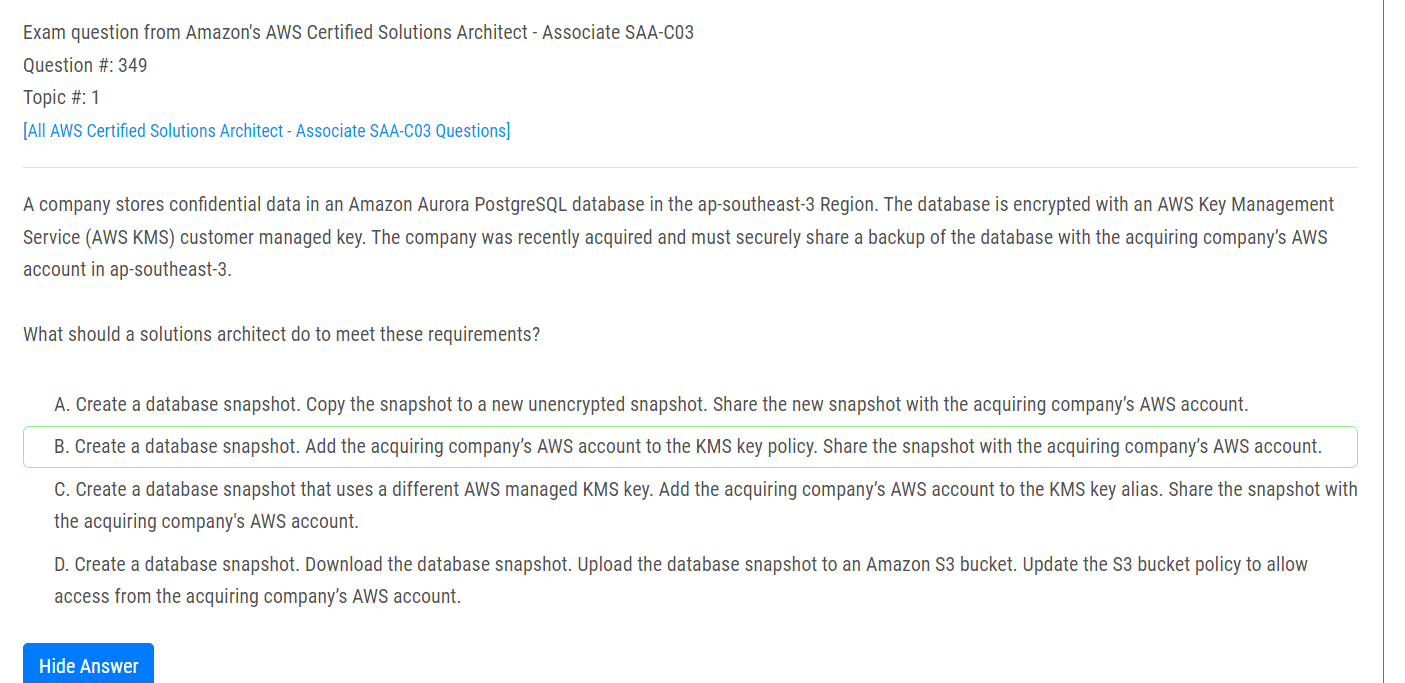 Exam question from Amazon's AWS Certified Solutions Architect - Associate SAA-C03
Question #: 349
Topic #: 1
[All AWS Certified Solutions Architect - Associate SAA-C03 Questions]
A company stores confidential data in an Amazon Aurora PostgreSQL database in the ap-southeast-3 Region. The database is encrypted with an AWS Key Management
Service (AWS KMS) customer managed key. The company was recently acquired and must securely share a backup of the database with the acquiring company’s AWS
account in ap-southeast-3.
What should a solutions architect do to meet these requirements?
A. Create a database snapshot. Copy the snapshot to a new unencrypted snapshot. Share the new snapshot with the acquiring company’s AWS account.
B. Create a database snapshot. Add the acquiring company’s AWS account to the KMS key policy. Share the snapshot with the acquiring company’s AWS account.
C. Create a database snapshot that uses a different AWS managed KMS key. Add the acquiring company’s AWS account to the KMS key alias. Share the snapshot with
the acquiring company's AWS account.
D. Create a database snapshot. Download the database snapshot. Upload the database snapshot to an Amazon S3 bucket. Update the S3 bucket policy to allow
access from the acquiring company’s AWS account.
Hide Answer